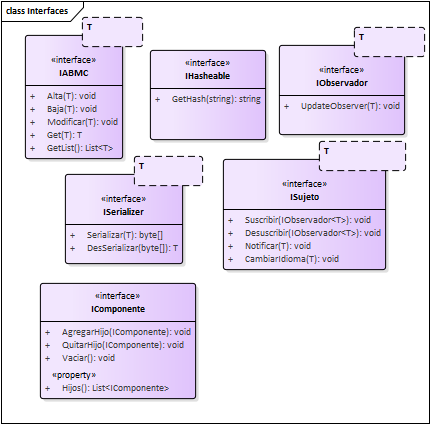 class Interfaces
T
«interface»
IABMC
+ Alta(T): void
+ Baja(T): void
+ Modificar(T): void
+ Get(T): T
+ GetList(): List<T>
«interface»
IHasheable
+ GetHash(string): string
T
«interface»
IObservador
+ UpdateObserver(T): void
T
«interface»
ISerializer
+ Serializar(T): byte[]
+ DesSerializar(byte[]): T
T
«interface»
ISujeto
+ Suscribir(IObservador<T>): void
+ Desuscribir(IObservador<T>): void
+ Notificar(T): void
+ CambiarIdioma(T): void
«interface»
IComponente
+ AgregarHijo(IComponente): void
+ QuitarHijo(IComponente): void
+ Vaciar(): void
«property»
+ Hijos(): List<IComponente>